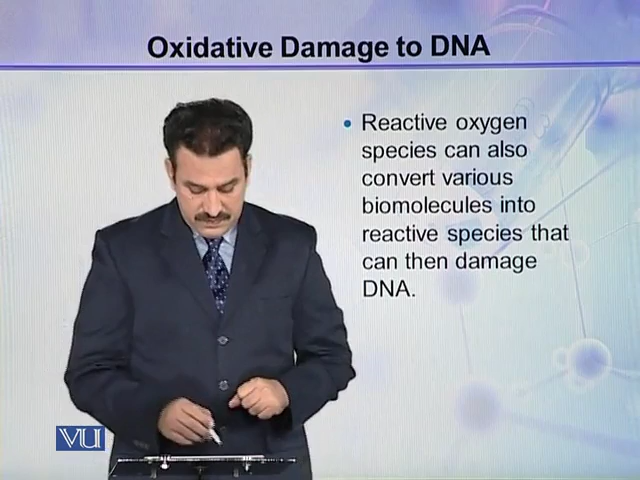 Oxidative Damage to DNA
• Reactive oxygen
species can also
convert various
biomolecules into
reactive species that
can then damage
DNA.
VU